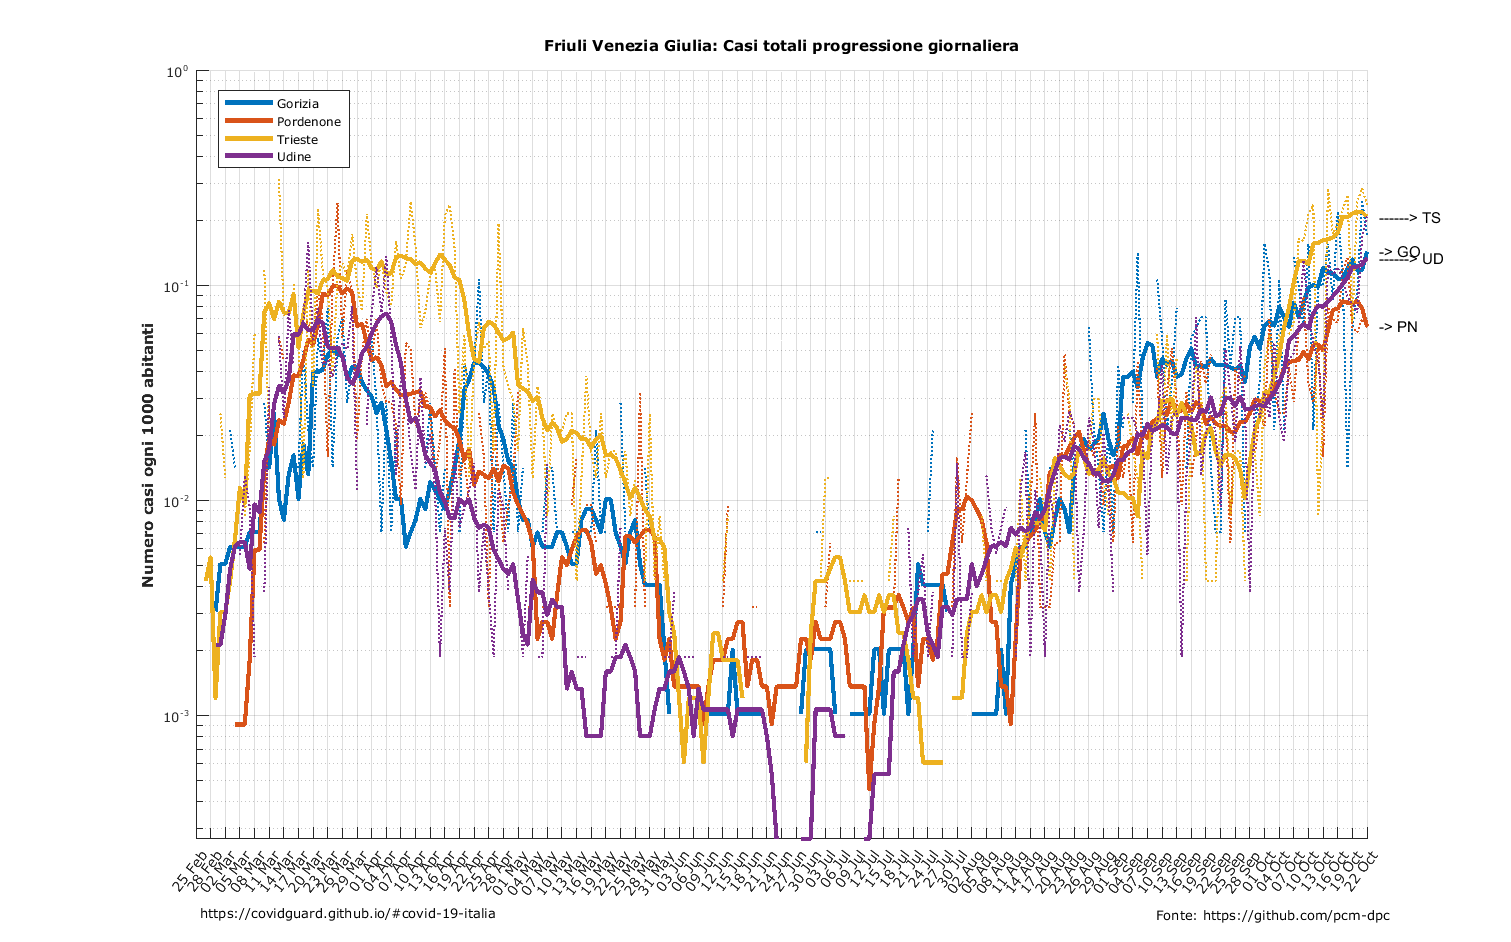 Friuli Venezia Giulia: Casi totali progressione giornaliera
Numero casi ogni 1000 abitanti
10^0
10^-1
10^-2
10^-3
Gorizia
Pordenone
Trieste
Udine
------> TS
-> GO
------> UD
-> PN
25 Feb
28 Feb
02 Mar
05 Mar
08 Mar
11 Mar
14 Mar
17 Mar
20 Mar
23 Mar
26 Mar
29 Mar
01 Apr
04 Apr
07 Apr
10 Apr
13 Apr
16 Apr
19 Apr
22 Apr
25 Apr
28 Apr
01 May
04 May
07 May
10 May
13 May
16 May
19 May
22 May
25 May
28 May
31 May
03 Jun
06 Jun
09 Jun
12 Jun
15 Jun
18 Jun
21 Jun
24 Jun
27 Jun
30 Jun
03 Jul
06 Jul
09 Jul
12 Jul
15 Jul
18 Jul
21 Jul
24 Jul
27 Jul
30 Jul
02 Aug
05 Aug
08 Aug
11 Aug
14 Aug
17 Aug
20 Aug
23 Aug
26 Aug
29 Aug
01 Sep
04 Sep
07 Sep
10 Sep
13 Sep
16 Sep
19 Sep
22 Sep
25 Sep
28 Sep
01 Oct
04 Oct
07 Oct
10 Oct
13 Oct
16 Oct
19 Oct
22 Oct
https://covidguard.github.io/#covid-19-italia
Fonte: https://github.com/pcm-dpc